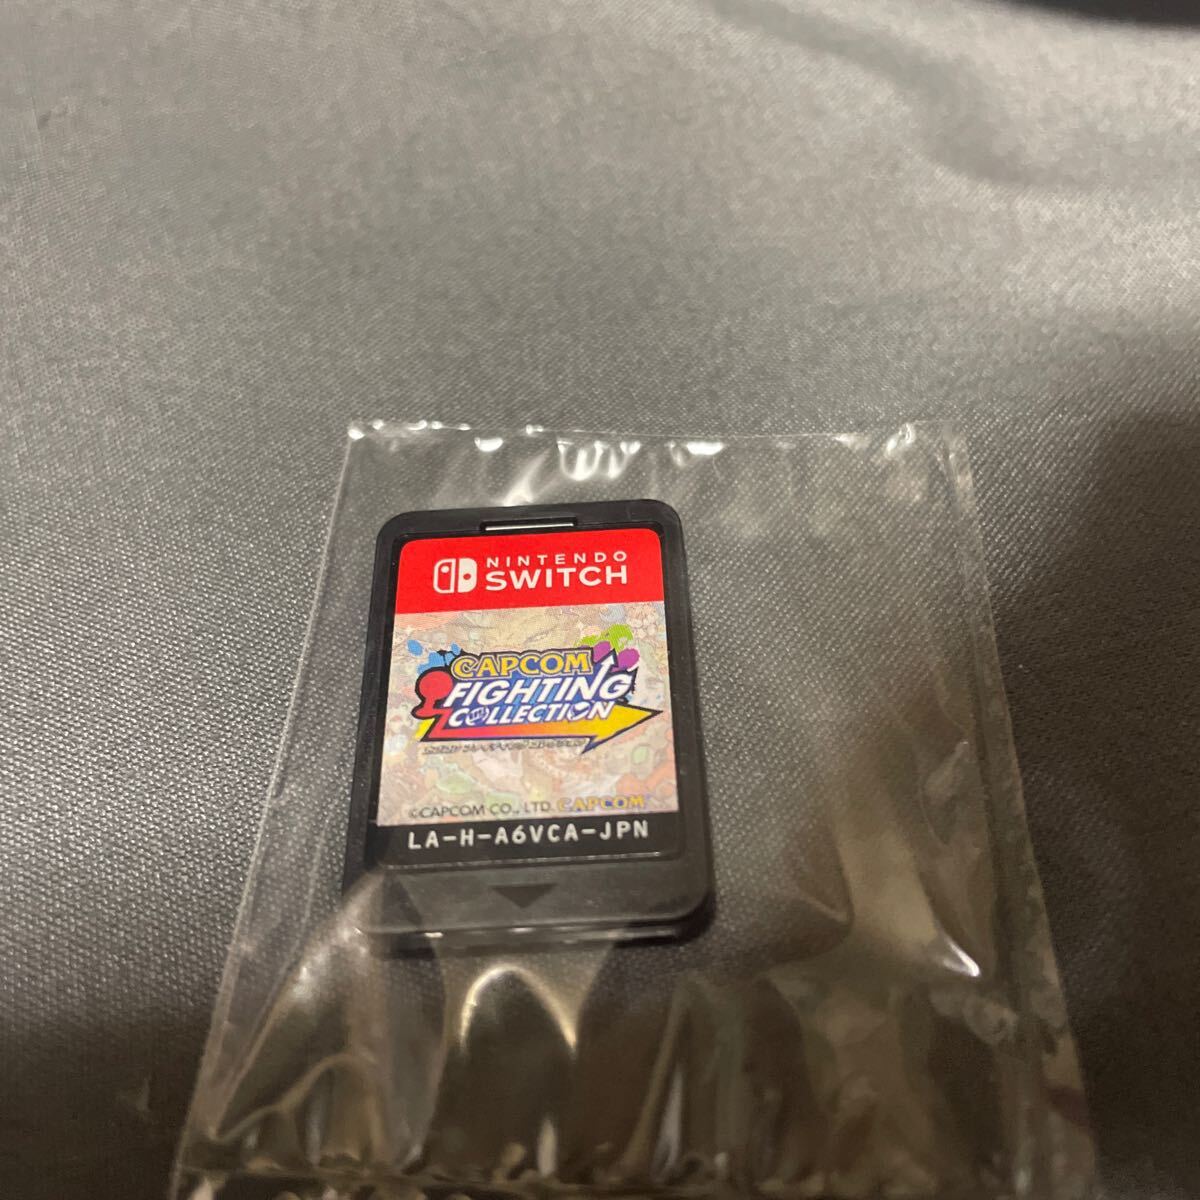 NINTENDO
SWITCH
CAPCOM
FIGHTING
COLLECTION
©CAPCOM CO., LTD. CAPCOM
LA-H-A6VCA-JPN